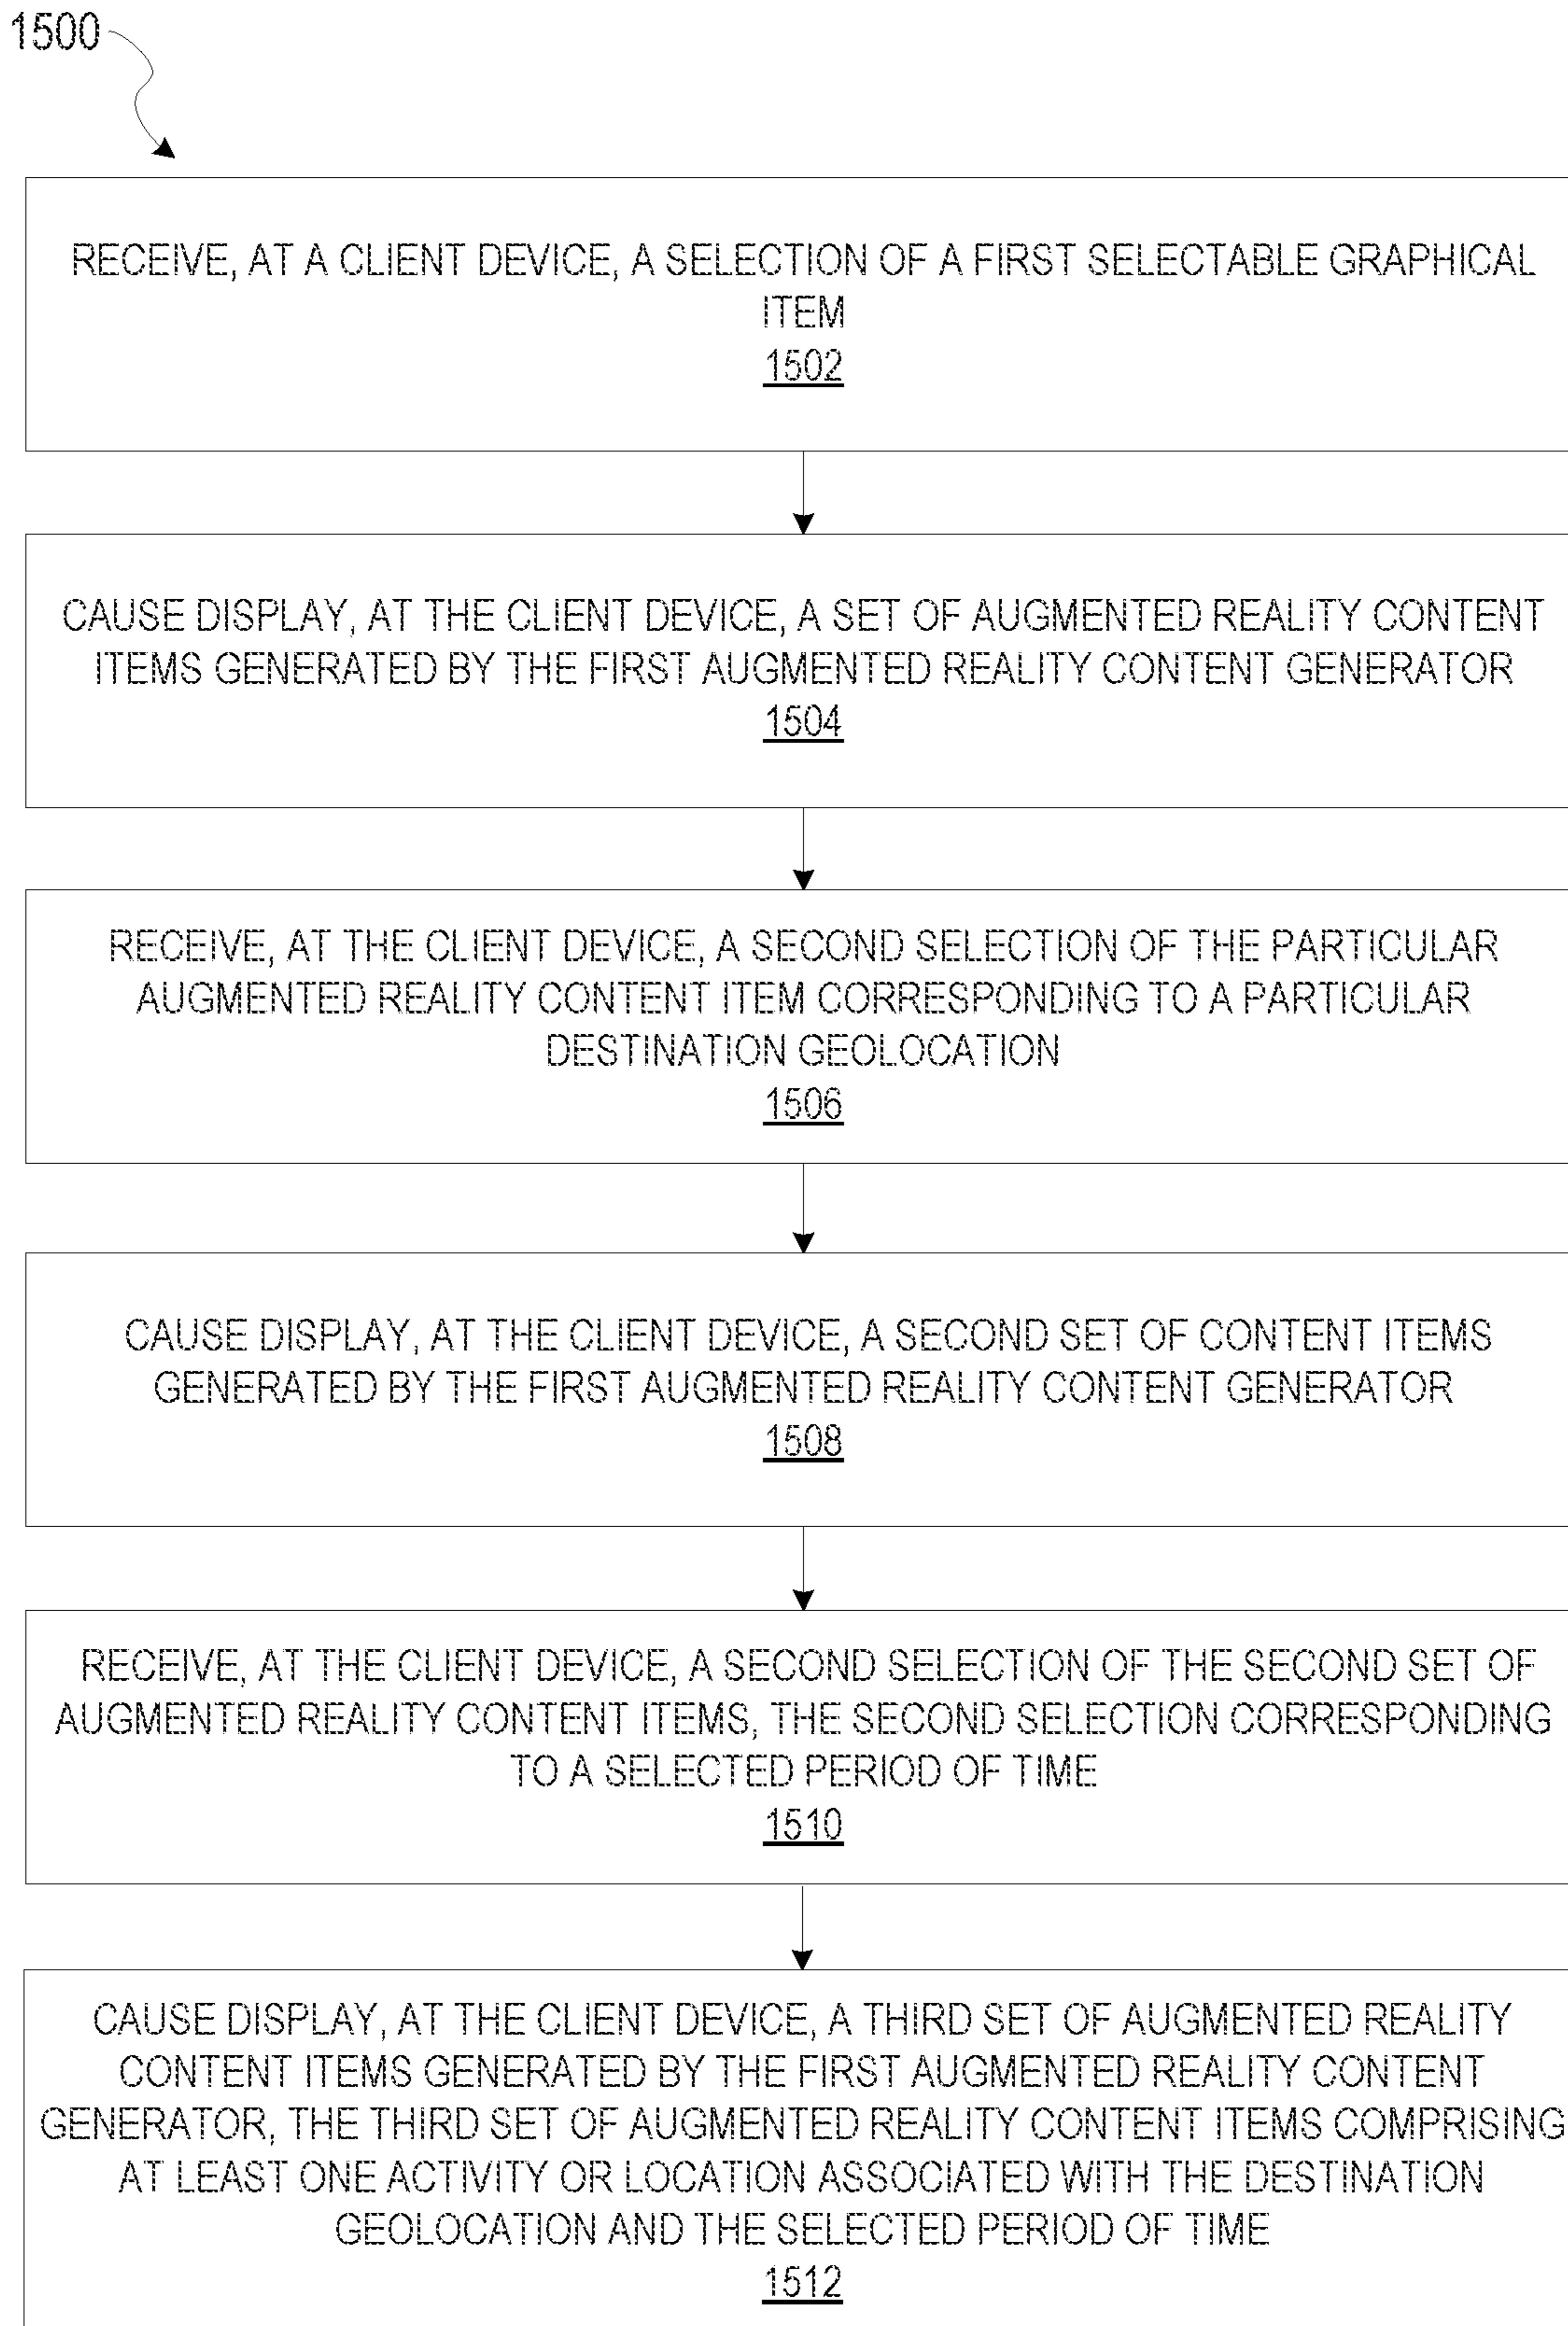 1500
RECEIVE, AT A CLIENT DEVICE, A SELECTION OF A FIRST SELECTABLE GRAPHICAL
ITEM
1502
CAUSE DISPLAY, AT THE CLIENT DEVICE, A SET OF AUGMENTED REALITY CONTENT
ITEMS GENERATED BY THE FIRST AUGMENTED REALITY CONTENT GENERATOR
1504
RECEIVE, AT THE CLIENT DEVICE, A SECOND SELECTION OF THE PARTICULAR
AUGMENTED REALITY CONTENT ITEM CORRESPONDING TO A PARTICULAR
DESTINATION GEOLOCATION
1506
CAUSE DISPLAY, AT THE CLIENT DEVICE, A SECOND SET OF CONTENT ITEMS
GENERATED BY THE FIRST AUGMENTED REALITY CONTENT GENERATOR
1508
RECEIVE, AT THE CLIENT DEVICE, A SECOND SELECTION OF THE SECOND SET OF
AUGMENTED REALITY CONTENT ITEMS, THE SECOND SELECTION CORRESPONDING
TO A SELECTED PERIOD OF TIME
1510
CAUSE DISPLAY, AT THE CLIENT DEVICE, A THIRD SET OF AUGMENTED REALITY
CONTENT ITEMS GENERATED BY THE FIRST AUGMENTED REALITY CONTENT
GENERATOR, THE THIRD SET OF AUGMENTED REALITY CONTENT ITEMS COMPRISING
AT LEAST ONE ACTIVITY OR LOCATION ASSOCIATED WITH THE DESTINATION
GEOLOCATION AND THE SELECTED PERIOD OF TIME
1512